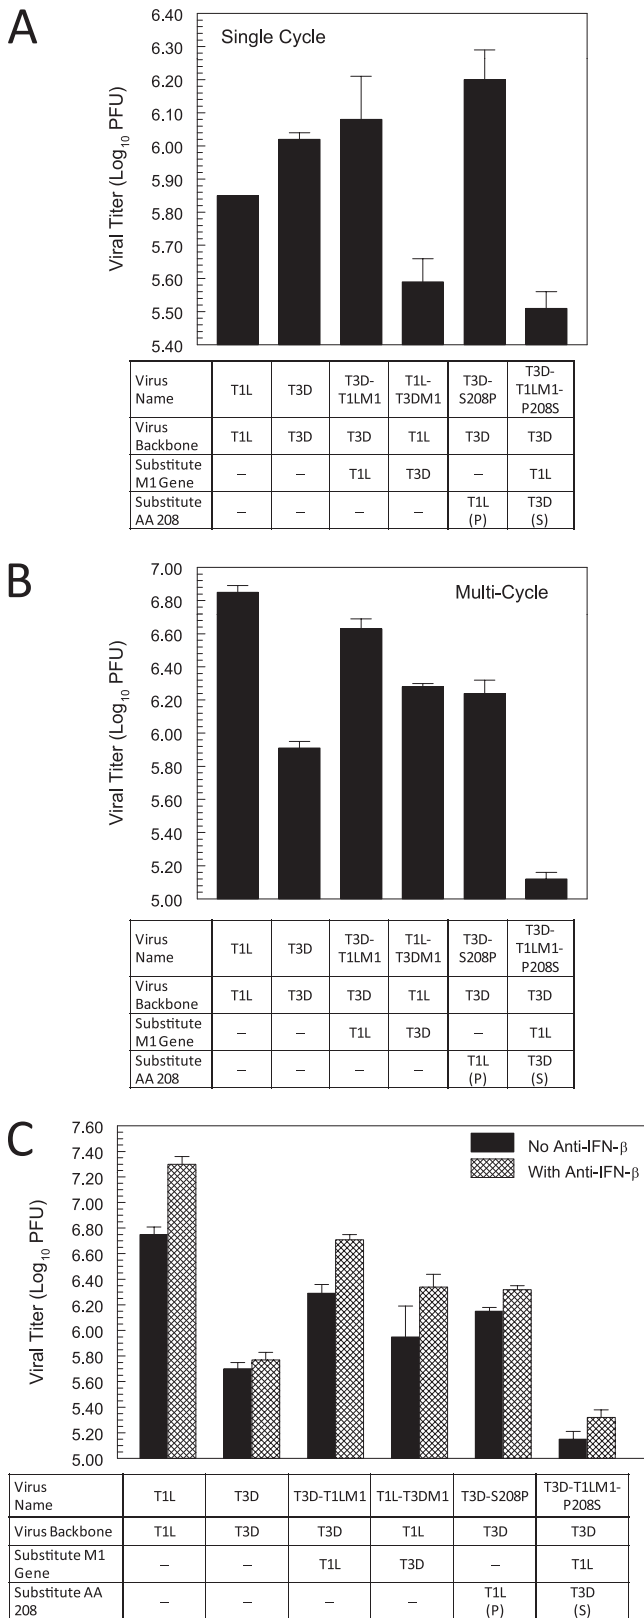 A
Single Cycle
Viral Titer (Log10 PFU)
6.40
6.20
6.00
5.90
5.80
5.70
5.60
5.50
5.40
Virus Name T1L T3D T3D-T1LM1 T1L-T3DM1 T3D-S208P T3D-T1LM1-P208S
Virus Backbone T1L T3D T3D T1L T3D T3D
Substitute M1 Gene – – T1L T3D – T1L
Substitute AA 208 – – – – T1L (P) T3D (S)
B
Multi-Cycle
Viral Titer (Log10 PFU)
7.00
6.80
6.60
6.40
6.20
6.00
5.80
5.60
5.20
5.00
Virus Name T1L T3D T3D-T1LM1 T1L-T3DM1 T3D-S208P T3D-T1LM1-P208S
Virus Backbone T1L T3D T3D T1L T3D T3D
Substitute M1 Gene – – T1L T3D – T1L
Substitute AA 208 – – – – T1L (P) T3D (S)
C
No Anti-IFN-β
With Anti-IFN-β
Viral Titer (Log10 PFU)
7.60
7.40
7.20
7.00
6.80
6.60
6.40
6.20
6.00
5.80
5.60
5.40
5.20
5.00
Virus Name T1L T3D T3D-T1LM1 T1L-T3DM1 T3D-S208P T3D-T1LM1-P208S
Virus Backbone T1L T3D T3D T1L T3D T3D
Substitute M1 Gene – – T1L T3D – T1L
Substitute AA 208 – – – – T1L (P) T3D (S)